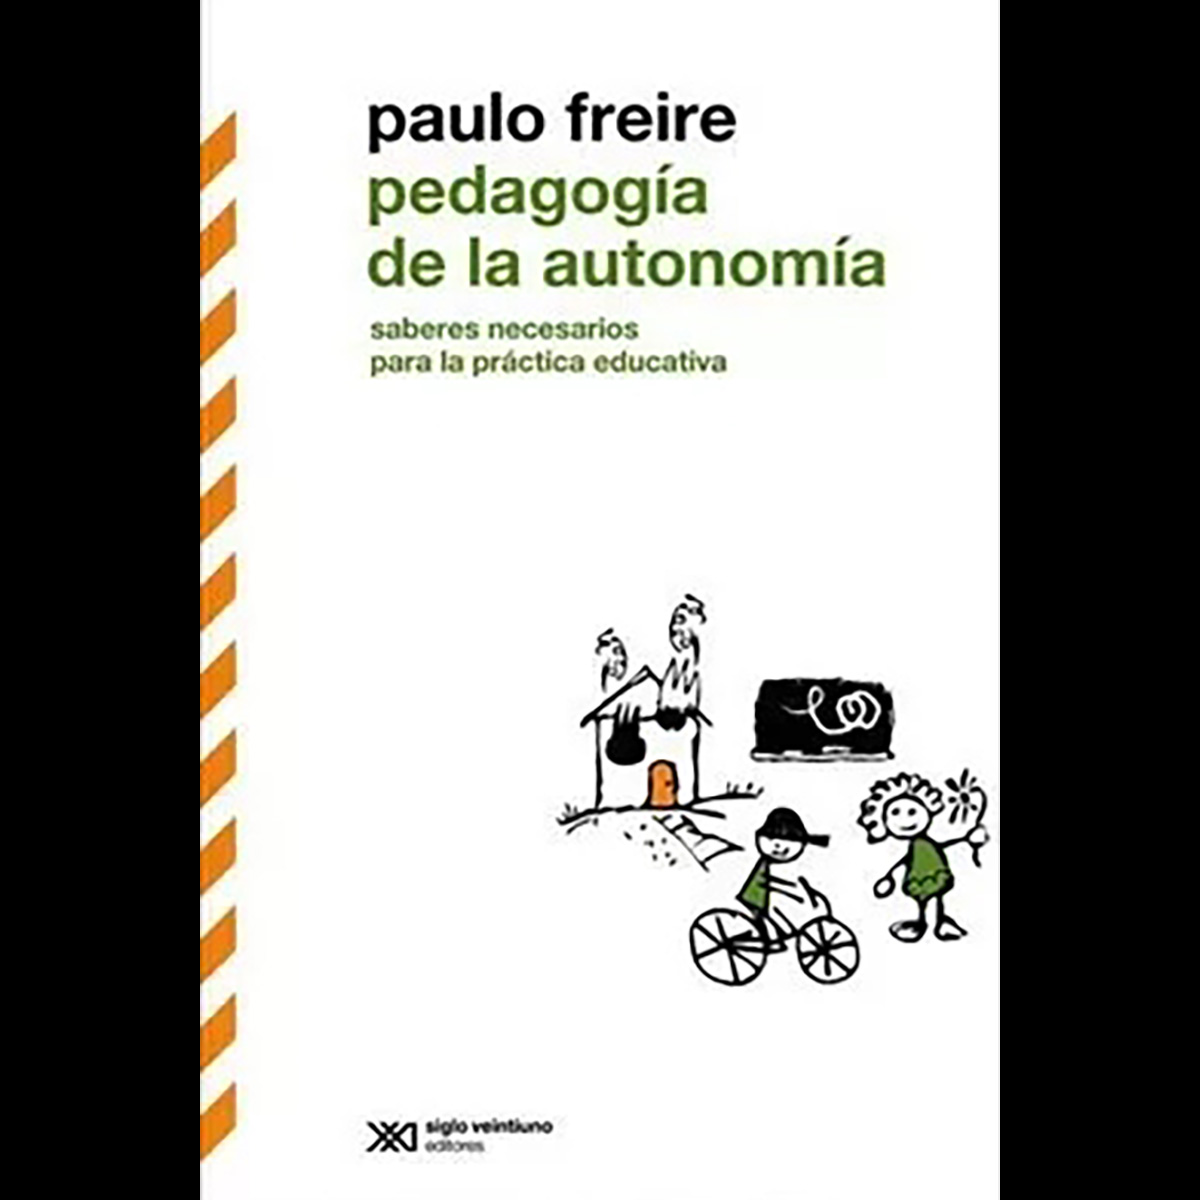 paulo freire
pedagogía
de la autonomía
saberes necesarios
para la práctica educativa
siglo veintiuno
editores